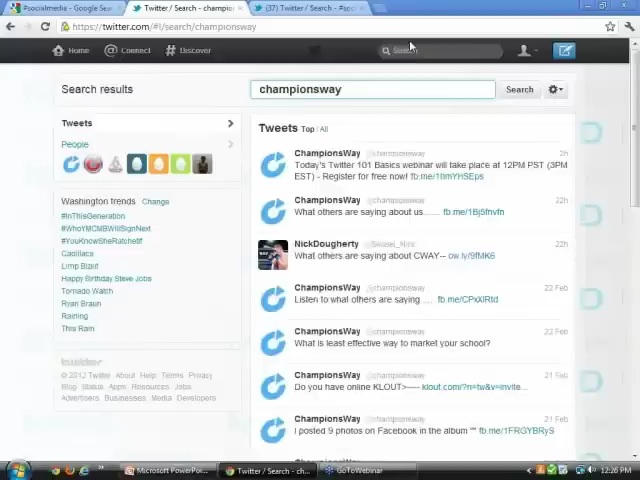 #socialmedia - Google Sear
Twitter / Search - champio
(37) Twitter / Search - #soc
https://twitter.com/#!/search/championsway
Home
Connect
Discover
Search
Search results
championsway
Search
Tweets
People
Washington trends Change
#InThisGeneration
#WhoYMCMBWillSignNext
#YouKnowSheRatchetIf
Cadillacs
Limp Bizkit
Happy Birthday Steve Jobs
Tornado Watch
Ryan Braun
Raining
This Rain
© 2012 Twitter About Help Terms Privacy
Blog Status Apps Resources Jobs
Advertisers Businesses Media Developers
Tweets Top / All
ChampionsWay @championsway 2h
Today's Twitter 101 Basics webinar will take place at 12PM PST (3PM
EST) - Register for free now! fb.me/1IimYHSEps
ChampionsWay @championsway 22h
What others are saying about us...... fb.me/1Bj5fnvfn
NickDougherty 22h
What others are saying about CWAY-- ow.ly/9fMK6
ChampionsWay @championsway 22 Feb
Listen to what others are saying..... fb.me/CPxXlRtd
ChampionsWay @championsway 22 Feb
What is least effective way to market your school?
ChampionsWay @championsway 21 Feb
Do you have online KLOUT>---- klout.com/?n=tw&v=invite...
ChampionsWay @championsway 21 Feb
I posted 9 photos on Facebook in the album "" fb.me/1FRGYBRyS
Microsoft PowerPo...
Twitter / Search - ch...
GoToWebinar
12:26 PM